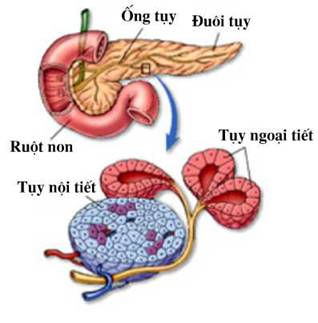 Ống tụy
Đuôi tụy
Ruột non
Tụy ngoại tiết
Tụy nội tiết